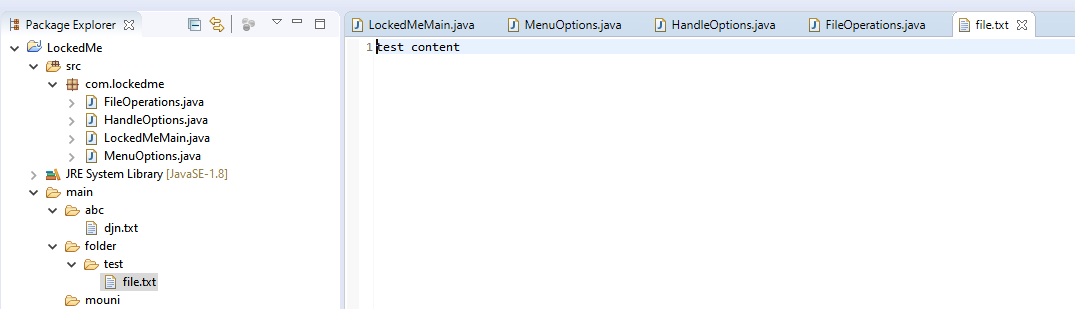 Package Explorer
LockedMe
src
com.lockedme
FileOperations.java
HandleOptions.java
LockedMeMain.java
MenuOptions.java
JRE System Library [JavaSE-1.8]
main
abc
djn.txt
folder
test
file.txt
mouni
LockedMeMain.java MenuOptions.java HandleOptions.java FileOperations.java file.txt
1 test content